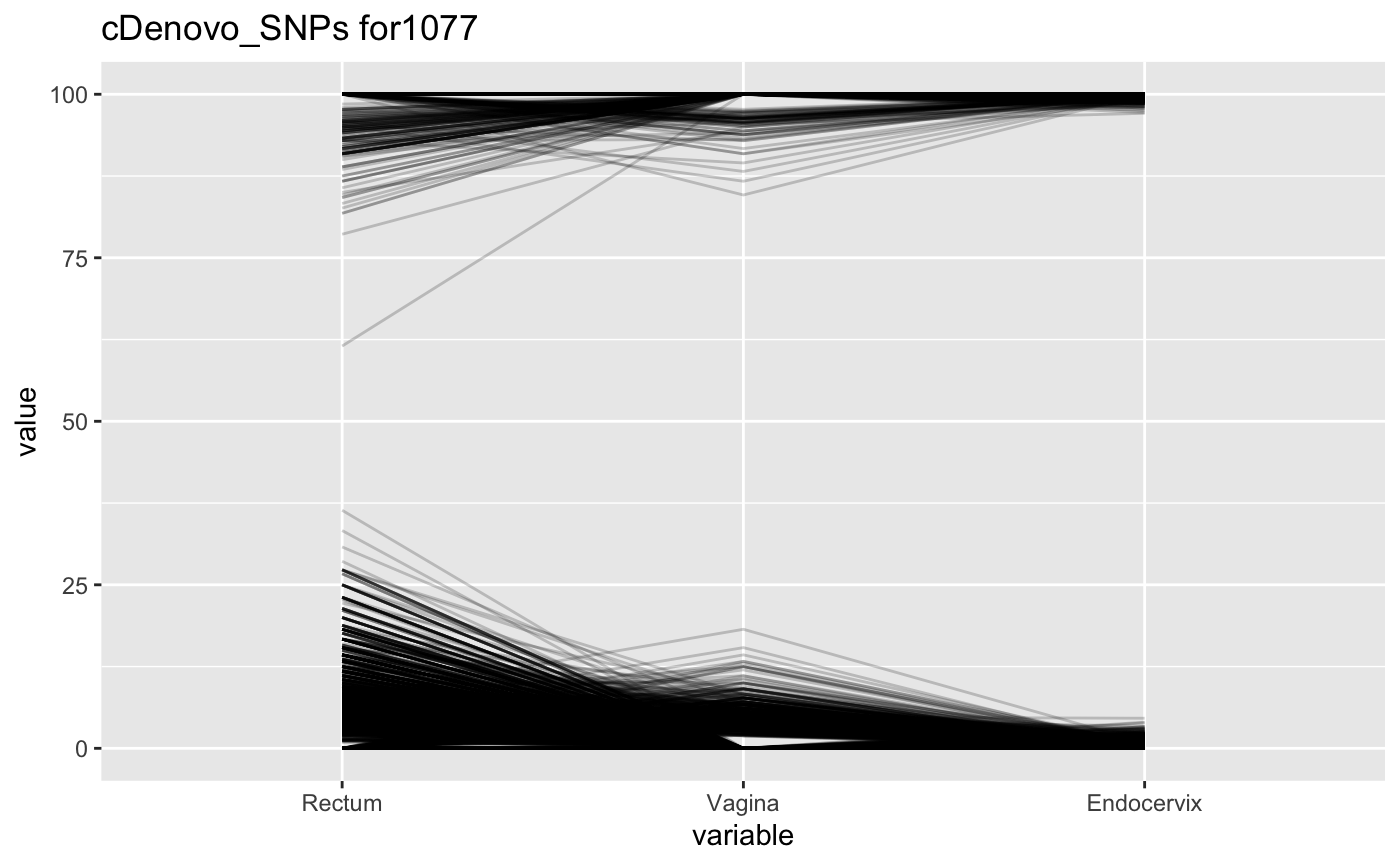 cDenovo_SNPs for1077
value
100
75
50
25
0
Rectum
Vagina
Endocervix
variable